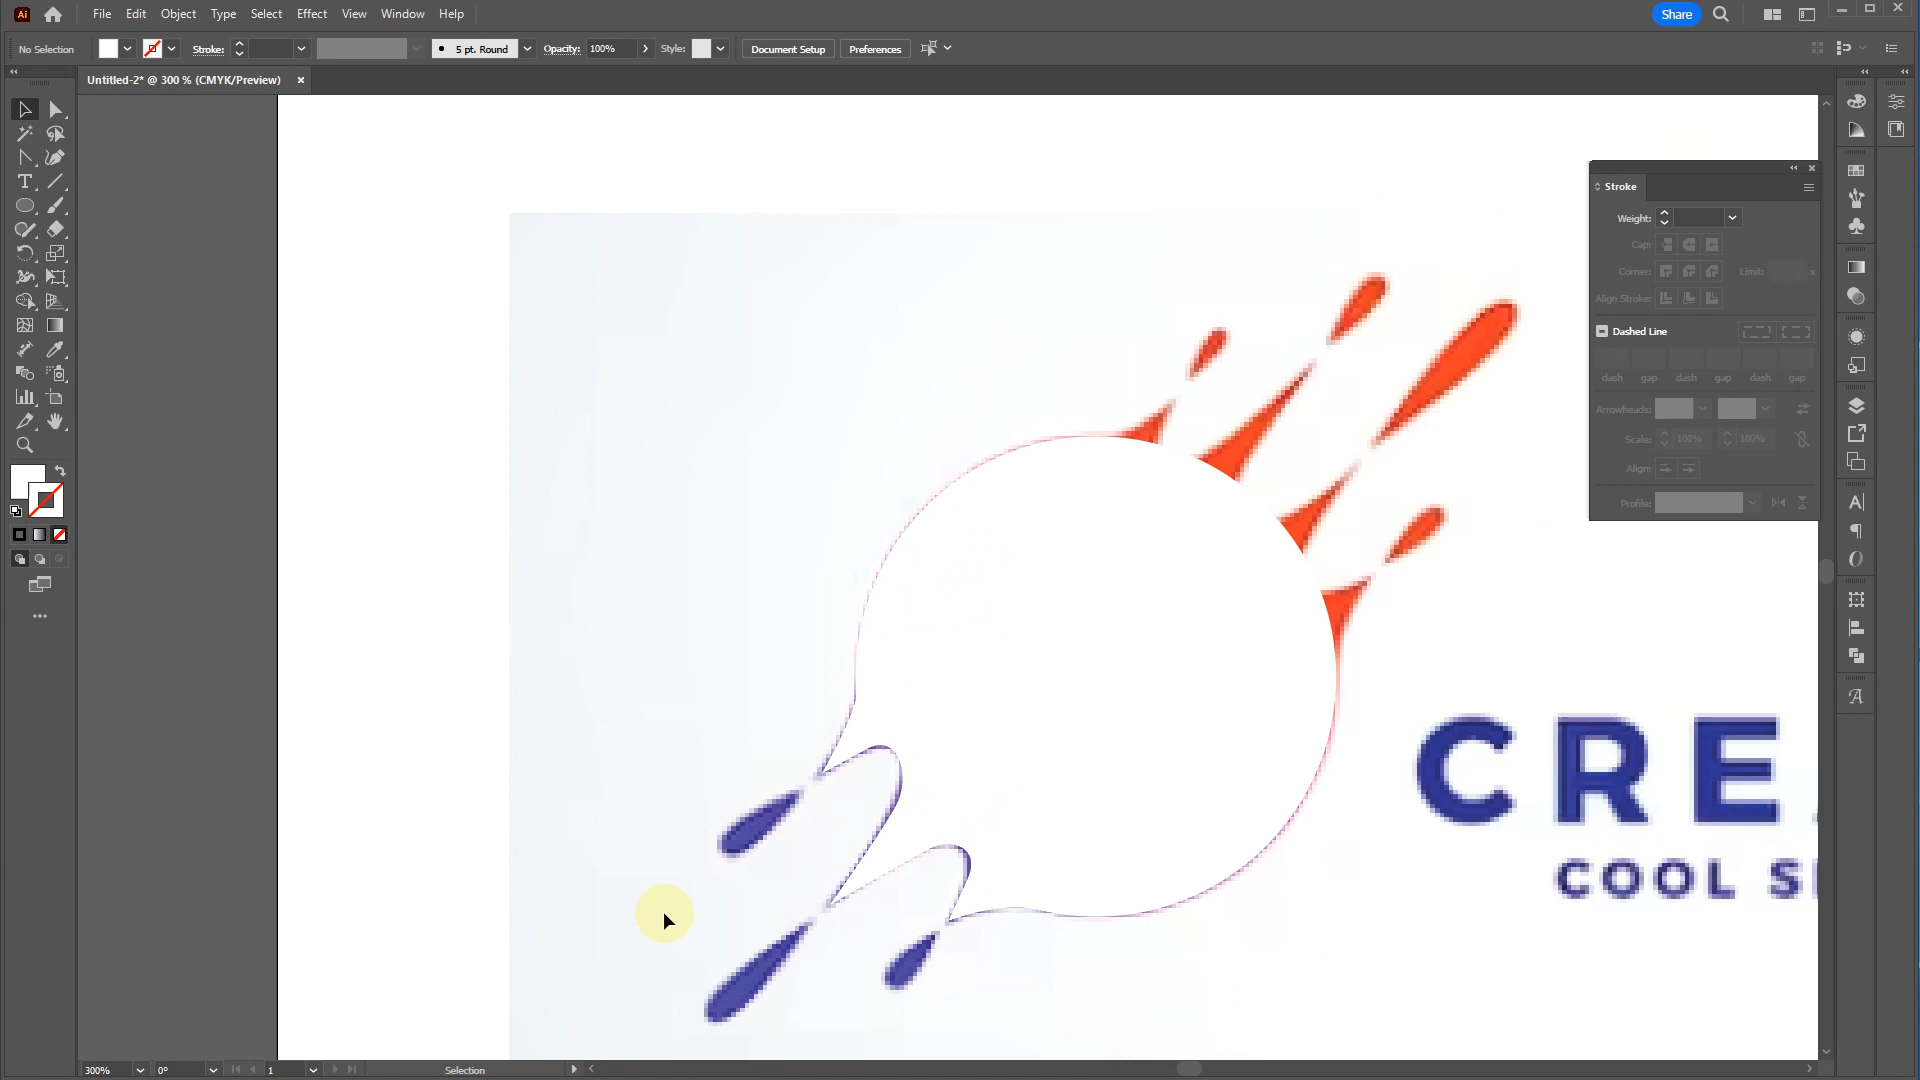 Ai File Edit Object Type Select Effect View Window Help Share
No Selection Stroke: 5 pt. Round Opacity: 100% Style: Document Setup Preferences
Untitled-2* @ 300 % (CMYK/Preview) ×
Stroke
Weight:
Cap:
Corner: Limit: x
Align Stroke:
Dashed Line
dash gap dash gap dash gap
Arrowheads:
Scale: 100% 100%
Align:
Profile:
CRE
COOL S
300% 0° 1 Selection